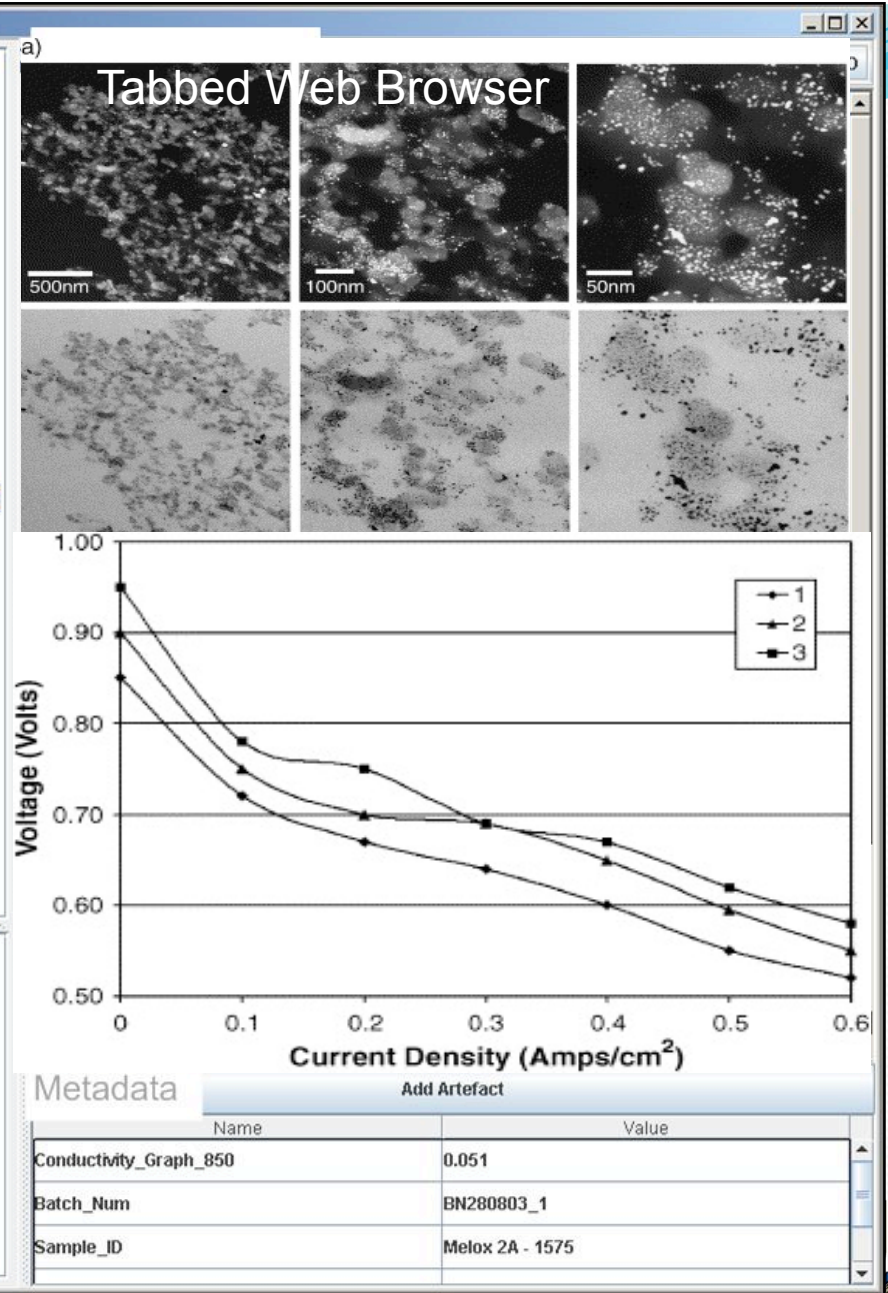 a)
Tabbed Web Browser
500nm
100nm
50nm
1.00
0.90
0.80
0.70
0.60
0.50
Voltage (Volts)
1
2
3
0 0.1 0.2 0.3 0.4 0.5 0.6
Current Density (Amps/cm²)
Metadata
Add Artefact
Name Value
Conductivity_Graph_850 0.051
Batch_Num BN280803_1
Sample_ID Melox 2A - 1575